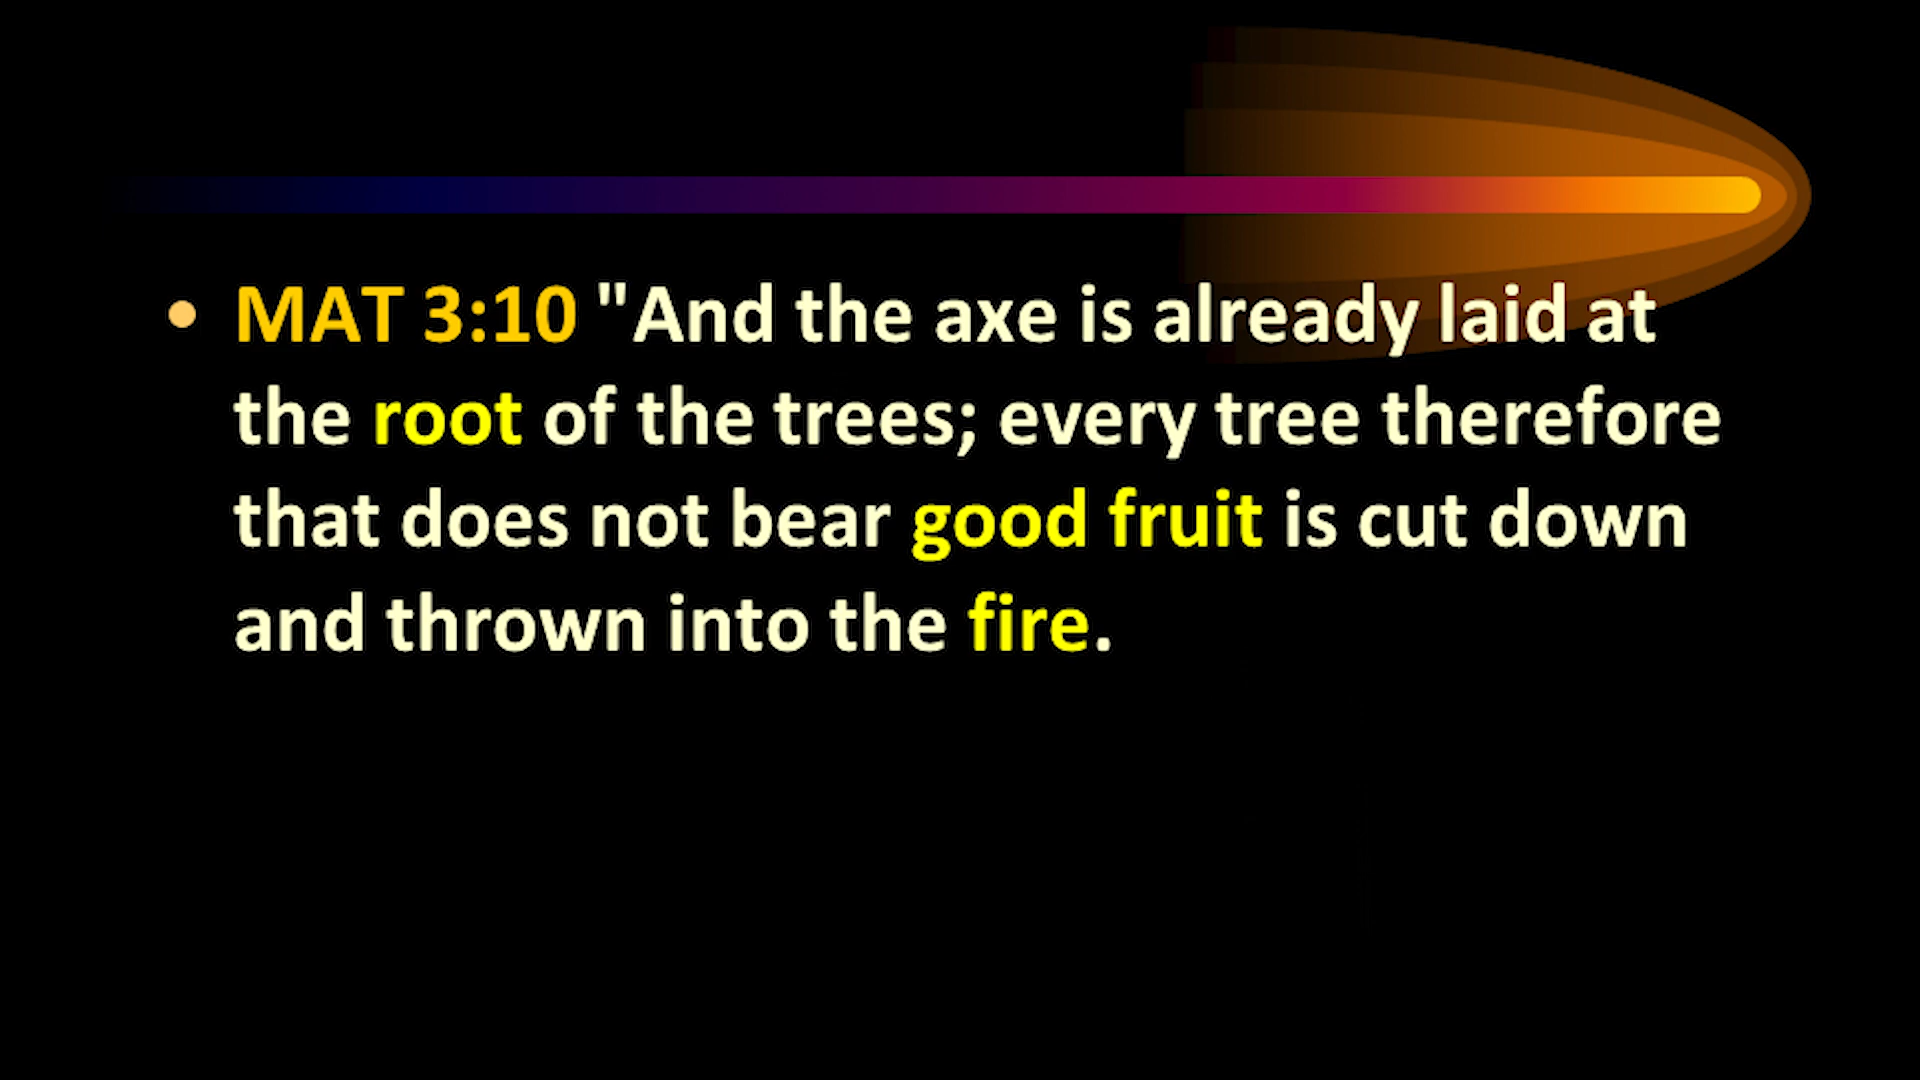 • MAT 3:10 "And the axe is already laid at
the root of the trees; every tree therefore
that does not bear good fruit is cut down
and thrown into the fire.